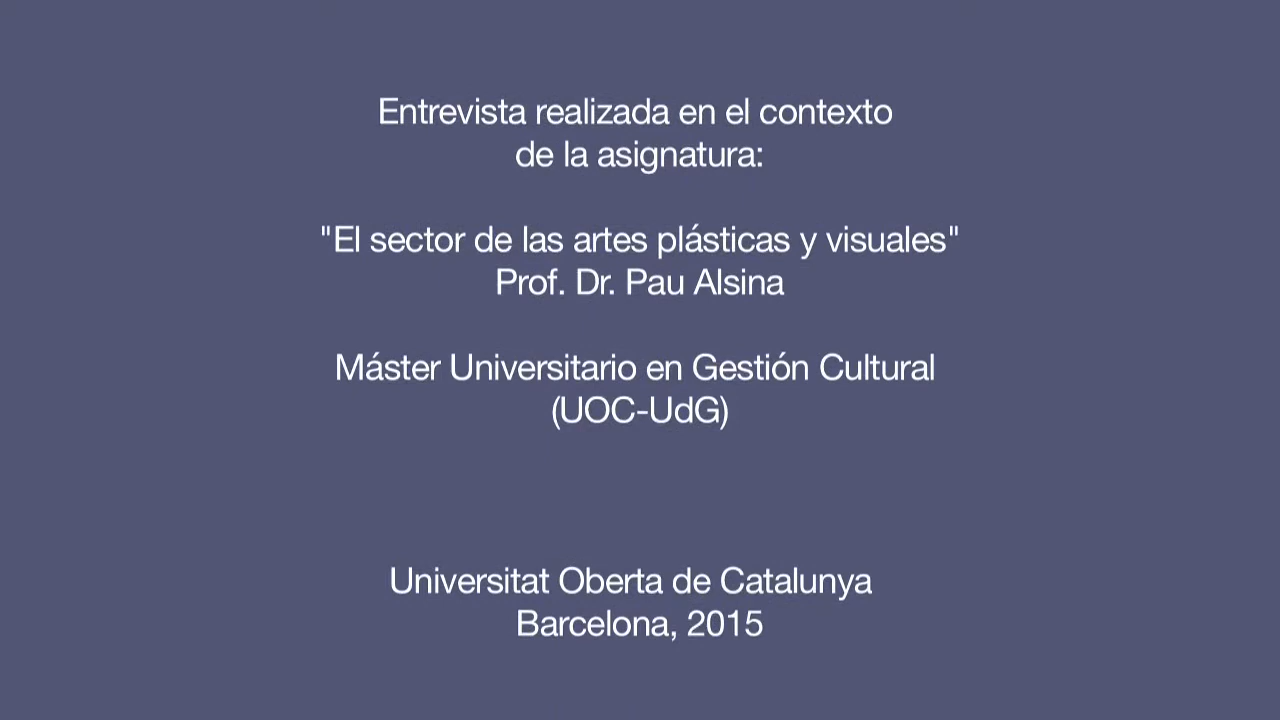 Entrevista realizada en el contexto
de la asignatura:
"El sector de las artes plásticas y visuales"
Prof. Dr. Pau Alsina
Máster Universitario en Gestión Cultural
(UOC-UdG)
Universitat Oberta de Catalunya
Barcelona, 2015